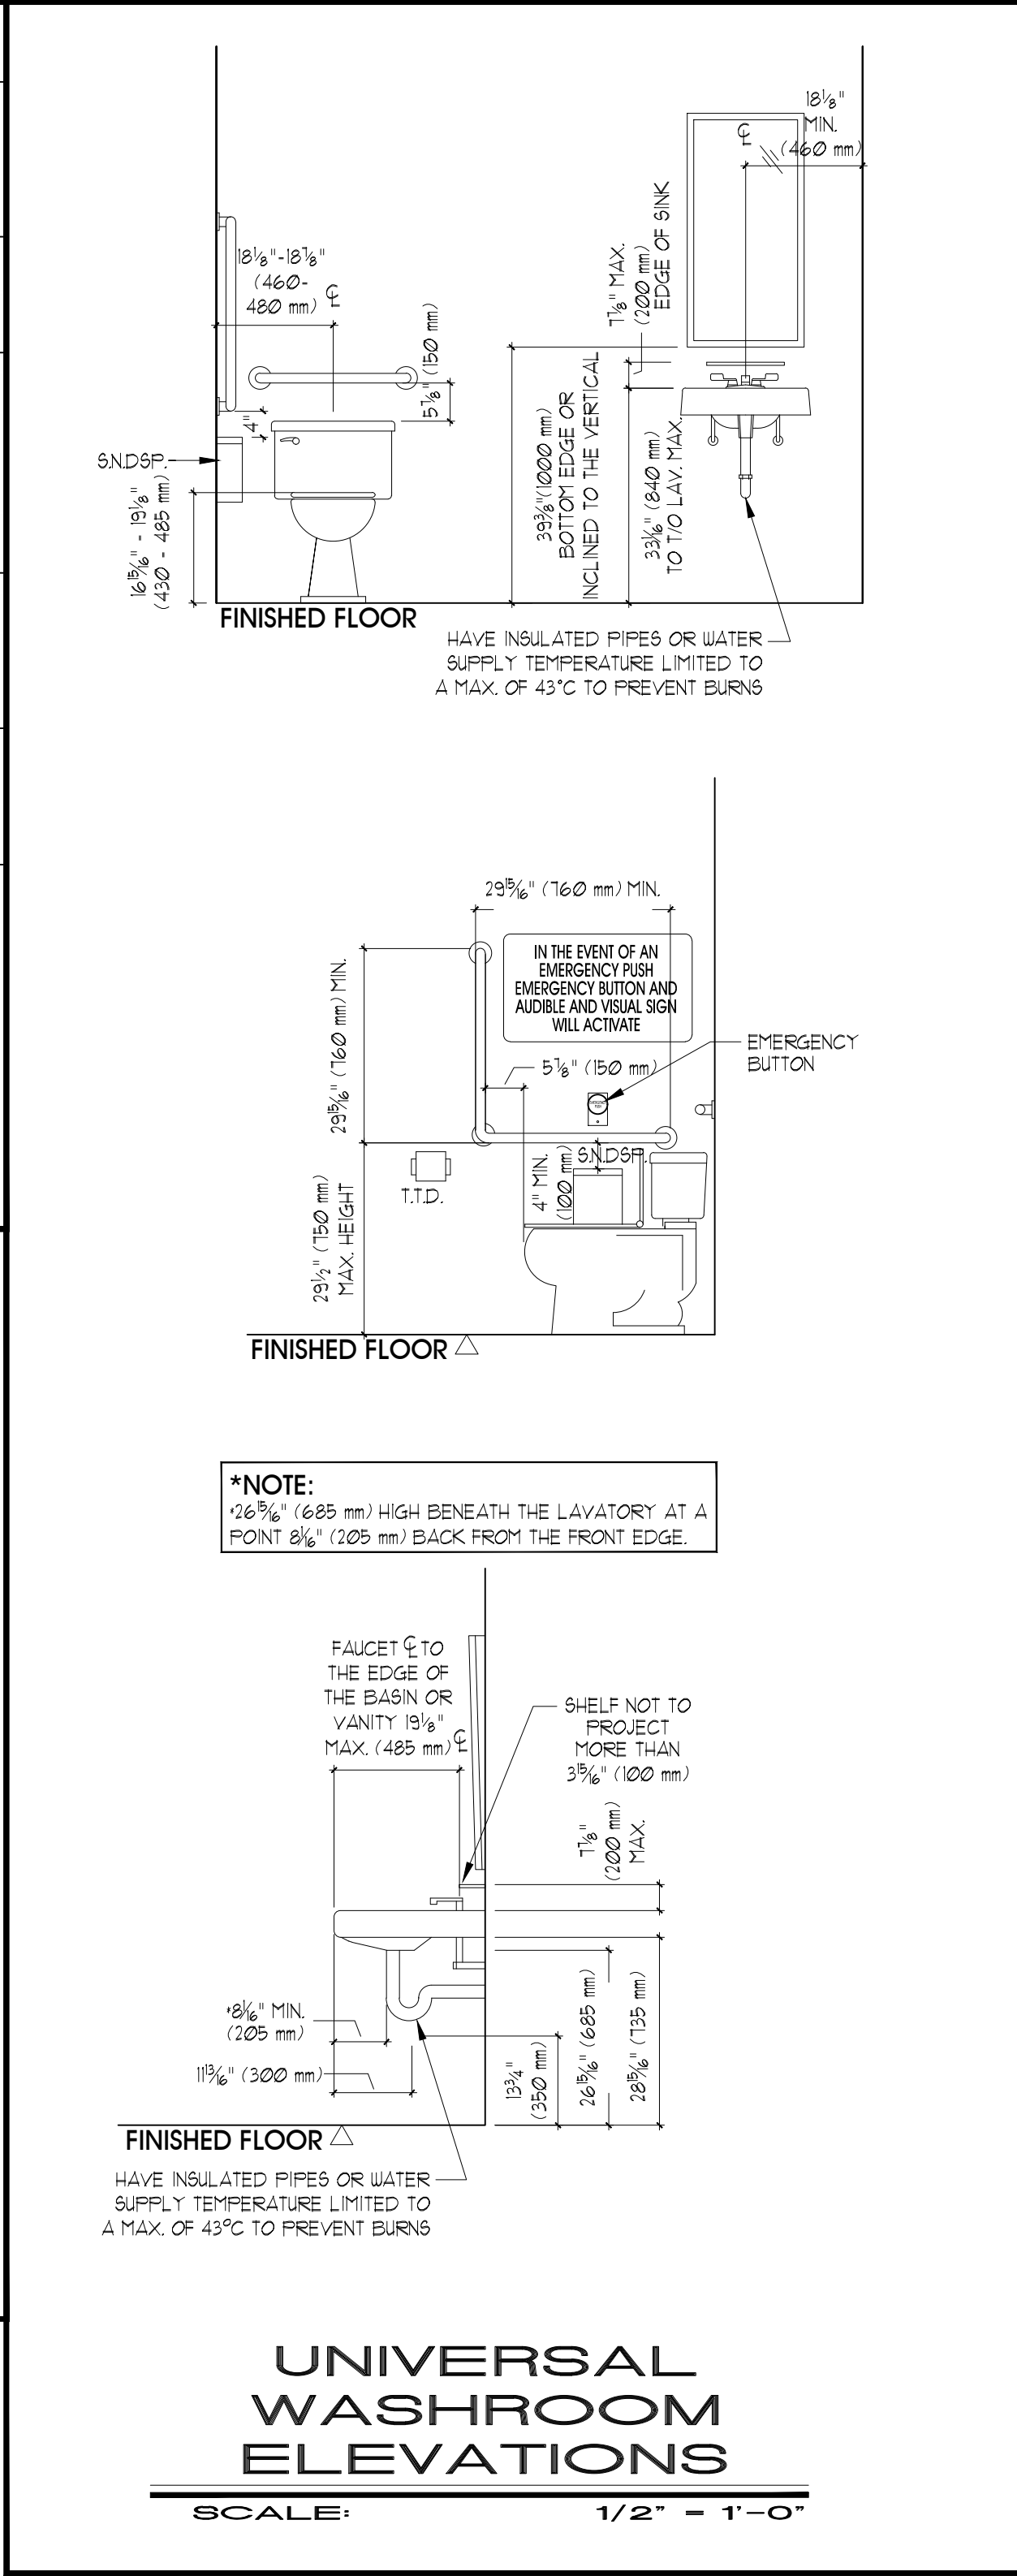 18⅛"
MIN.
(460 mm)
℄
18⅛"-18⅞"
(460-
480 mm)
℄
7⅞" MAX.
(200 mm)
EDGE OF SINK
5⅞" (150 mm)
4"
S.N.DSP.
16 15/16" - 19⅛"
(430 - 485 mm)
39⅜"(1000 mm)
BOTTOM EDGE OR
INCLINED TO THE VERTICAL
33 1/16" (840 mm)
TO T/O LAV. MAX.
FINISHED FLOOR
HAVE INSULATED PIPES OR WATER
SUPPLY TEMPERATURE LIMITED TO
A MAX. OF 43°C TO PREVENT BURNS
29 15/16" (760 mm) MIN.
IN THE EVENT OF AN
EMERGENCY PUSH
EMERGENCY BUTTON AND
AUDIBLE AND VISUAL SIGN
WILL ACTIVATE
29 15/16" (760 mm) MIN.
EMERGENCY
BUTTON
5⅞" (150 mm)
S.N.DSP.
4" MIN.
(100 mm)
T.T.D.
29½" (750 mm)
MAX. HEIGHT
FINISHED FLOOR
*NOTE:
*26 15/16" (685 mm) HIGH BENEATH THE LAVATORY AT A
POINT 8 1/16" (205 mm) BACK FROM THE FRONT EDGE.
FAUCET ℄ TO
THE EDGE OF
THE BASIN OR
VANITY 19⅛"
MAX. (485 mm)
℄
SHELF NOT TO
PROJECT
MORE THAN
3 15/16" (100 mm)
7⅞"
(200 mm)
MAX.
*8 1/16" MIN.
(205 mm)
11 13/16" (300 mm)
13¾"
(350 mm)
26 15/16" (685 mm)
28 15/16" (735 mm)
FINISHED FLOOR
HAVE INSULATED PIPES OR WATER
SUPPLY TEMPERATURE LIMITED TO
A MAX. OF 43°C TO PREVENT BURNS
UNIVERSAL
WASHROOM
ELEVATIONS
SCALE: 1/2" = 1'-0"